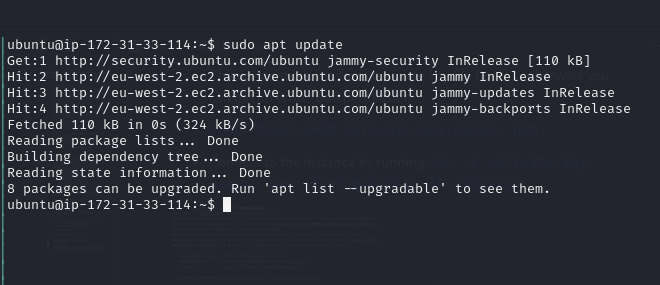 ubuntu@ip-172-31-33-114:~$ sudo apt update
Get:1 http://security.ubuntu.com/ubuntu jammy-security InRelease [110 kB]
Hit:2 http://eu-west-2.ec2.archive.ubuntu.com/ubuntu jammy InRelease
Hit:3 http://eu-west-2.ec2.archive.ubuntu.com/ubuntu jammy-updates InRelease
Hit:4 http://eu-west-2.ec2.archive.ubuntu.com/ubuntu jammy-backports InRelease
Fetched 110 kB in 0s (324 kB/s)
Reading package lists... Done
Building dependency tree... Done
Reading state information... Done
8 packages can be upgraded. Run 'apt list --upgradable' to see them.
ubuntu@ip-172-31-33-114:~$